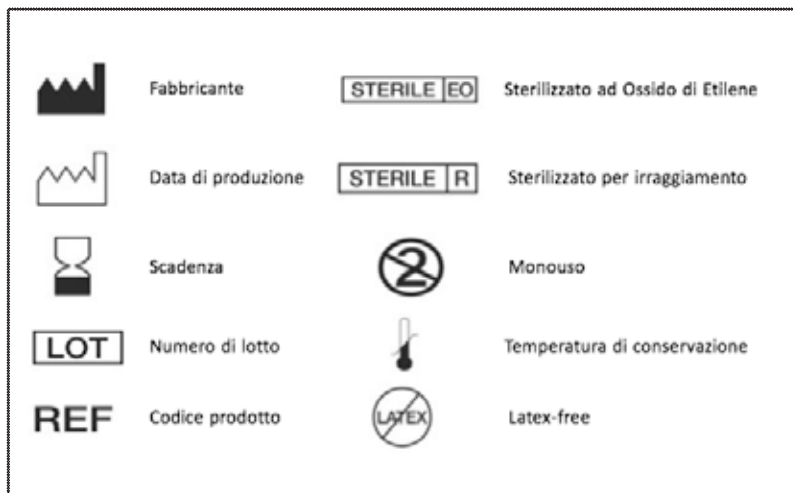 Fabbricante
STERILE EO Sterilizzato ad Ossido di Etilene
Data di produzione
STERILE R Sterilizzato per irraggiamento
Scadenza
2 Monouso
LOT Numero di lotto
Temperatura di conservazione
REF Codice prodotto
LATEX Latex-free